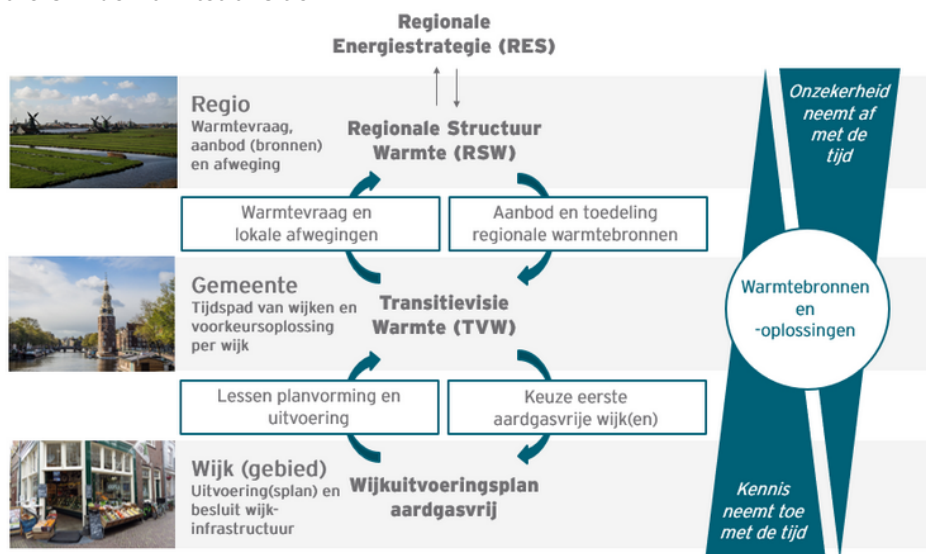 Regionale
Energiestrategie (RES)
Regio
Warmtevraag,
aanbod (bronnen)
en afweging
Regionale Structuur
Warmte (RSW)
Onzekerheid
neemt af
met de
tijd
Warmtevraag en
lokale afwegingen
Aanbod en toedeling
regionale warmtebronnen
Gemeente
Tijdspad van wijken en
voorkeursoplossing
per wijk
Transitievisie
Warmte (TVW)
Warmtebronnen
en
-oplossingen
Lessen planvorming en
uitvoering
Keuze eerste
aardgasvrije wijk(en)
Wijk (gebied)
Uitvoering(splan) en
besluit wijk-
infrastructuur
Wijkuitvoeringsplan
aardgasvrij
Kennis
neemt toe
met de tijd